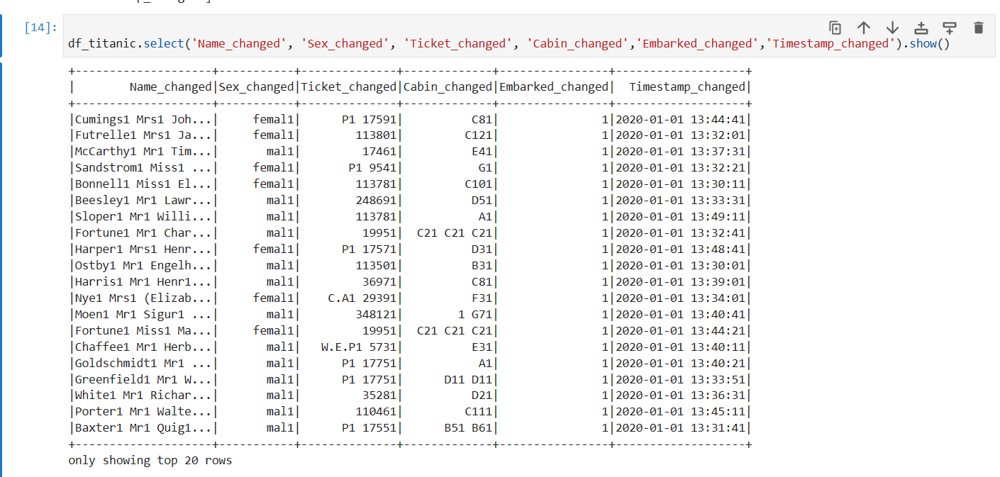 [14]:
df_titanic.select('Name_changed', 'Sex_changed', 'Ticket_changed', 'Cabin_changed','Embarked_changed','Timestamp_changed').show()
+--------------------+-----------+--------------+-------------+----------------+-------------------+
|        Name_changed|Sex_changed|Ticket_changed|Cabin_changed|Embarked_changed|  Timestamp_changed|
+--------------------+-----------+--------------+-------------+----------------+-------------------+
|Cumings1 Mrs1 Joh...|     femal1|      P1 17591|          C81|               1|2020-01-01 13:44:41|
|Futrelle1 Mrs1 Ja...|     femal1|        113801|         C121|               1|2020-01-01 13:32:01|
|McCarthy1 Mr1 Tim...|       mal1|         17461|          E41|               1|2020-01-01 13:37:31|
|Sandstrom1 Miss1 ...|     femal1|       P1 9541|           G1|               1|2020-01-01 13:32:21|
|Bonnell1 Miss1 El...|     femal1|        113781|         C101|               1|2020-01-01 13:30:11|
|Beesley1 Mr1 Lawr...|       mal1|        248691|          D51|               1|2020-01-01 13:33:31|
|Sloper1 Mr1 Willi...|       mal1|        113781|           A1|               1|2020-01-01 13:49:11|
|Fortune1 Mr1 Char...|       mal1|         19951|  C21 C21 C21|               1|2020-01-01 13:32:41|
|Harper1 Mrs1 Henr...|     femal1|      P1 17571|          D31|               1|2020-01-01 13:48:41|
|Ostby1 Mr1 Engelh...|       mal1|        113501|          B31|               1|2020-01-01 13:30:01|
|Harris1 Mr1 Henr1...|       mal1|         36971|          C81|               1|2020-01-01 13:39:01|
|Nye1 Mrs1 (Elizab...|     femal1|    C.A1 29391|          F31|               1|2020-01-01 13:34:01|
|Moen1 Mr1 Sigur1 ...|       mal1|        348121|        1 G71|               1|2020-01-01 13:40:41|
|Fortune1 Miss1 Ma...|     femal1|         19951|  C21 C21 C21|               1|2020-01-01 13:44:21|
|Chaffee1 Mr1 Herb...|       mal1|   W.E.P1 5731|          E31|               1|2020-01-01 13:40:11|
|Goldschmidt1 Mr1 ...|       mal1|      P1 17751|           A1|               1|2020-01-01 13:40:21|
|Greenfield1 Mr1 W...|       mal1|      P1 17751|      D11 D11|               1|2020-01-01 13:33:51|
|White1 Mr1 Richar...|       mal1|         35281|          D21|               1|2020-01-01 13:36:31|
|Porter1 Mr1 Walte...|       mal1|        110461|         C111|               1|2020-01-01 13:45:11|
|Baxter1 Mr1 Quig1...|       mal1|      P1 17551|      B51 B61|               1|2020-01-01 13:31:41|
+--------------------+-----------+--------------+-------------+----------------+-------------------+
only showing top 20 rows